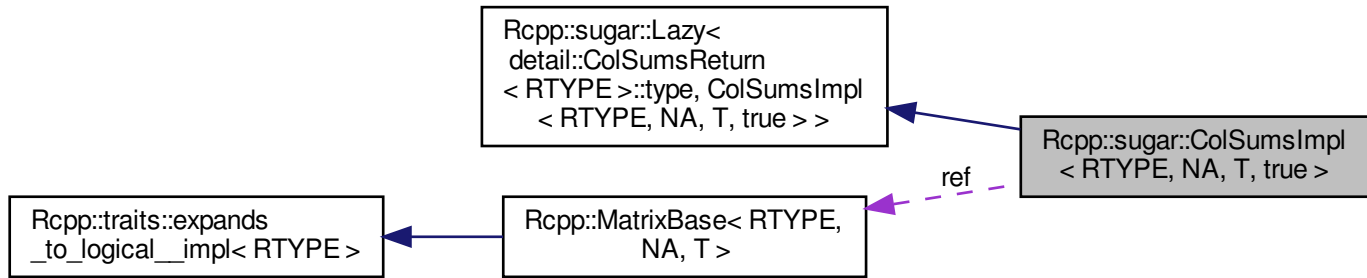 Rcpp::sugar::Lazy<
detail::ColSumsReturn
< RTYPE >::type, ColSumsImpl
< RTYPE, NA, T, true > >
Rcpp::sugar::ColSumsImpl
< RTYPE, NA, T, true >
ref
Rcpp::traits::expands
_to_logical__impl< RTYPE >
Rcpp::MatrixBase< RTYPE,
NA, T >